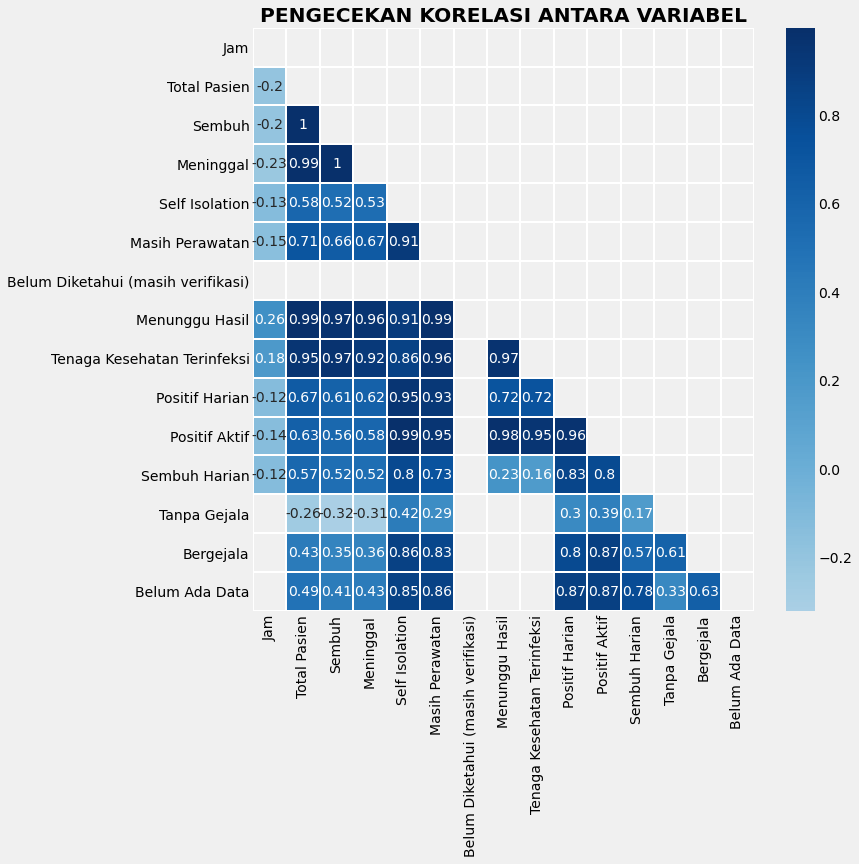 PENGECEKAN KORELASI ANTARA VARIABEL
Jam
Total Pasien -0.2
Sembuh -0.2 1
Meninggal -0.23 0.99 1
Self Isolation -0.13 0.58 0.52 0.53
Masih Perawatan -0.15 0.71 0.66 0.67 0.91
Belum Diketahui (masih verifikasi)
Menunggu Hasil 0.26 0.99 0.97 0.96 0.91 0.99
Tenaga Kesehatan Terinfeksi 0.18 0.95 0.97 0.92 0.86 0.96 0.97
Positif Harian -0.12 0.67 0.61 0.62 0.95 0.93 0.72 0.72
Positif Aktif -0.14 0.63 0.56 0.58 0.99 0.95 0.98 0.95 0.96
Sembuh Harian -0.12 0.57 0.52 0.52 0.8 0.73 0.23 0.16 0.83 0.8
Tanpa Gejala -0.26 -0.32 -0.31 0.42 0.29 0.3 0.39 0.17
Bergejala 0.43 0.35 0.36 0.86 0.83 0.8 0.87 0.57 0.61
Belum Ada Data 0.49 0.41 0.43 0.85 0.86 0.87 0.87 0.78 0.33 0.63
Jam
Total Pasien
Sembuh
Meninggal
Self Isolation
Masih Perawatan
Belum Diketahui (masih verifikasi)
Menunggu Hasil
Tenaga Kesehatan Terinfeksi
Positif Harian
Positif Aktif
Sembuh Harian
Tanpa Gejala
Bergejala
Belum Ada Data
0.8
0.6
0.4
0.2
0.0
−0.2